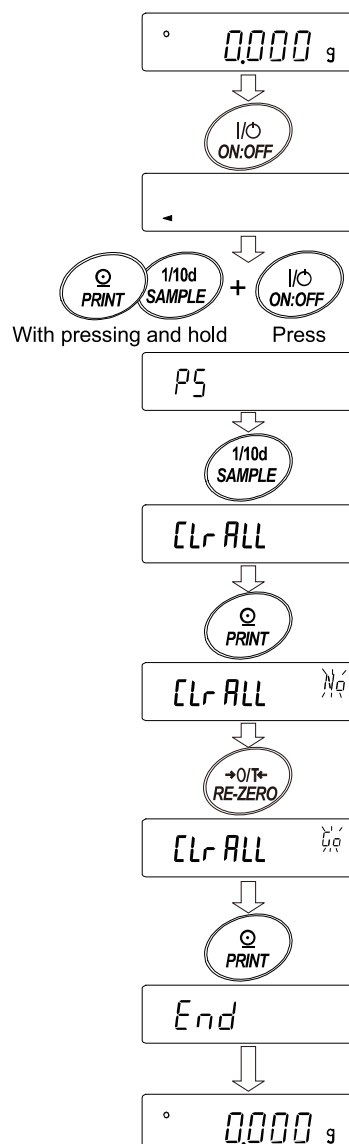 0.000 g
I/⏻
ON:OFF
PRINT
1/10d
SAMPLE
+
I/⏻
ON:OFF
With pressing and hold Press
PS
1/10d
SAMPLE
CLr ALL
PRINT
CLr ALL No
→0/T←
RE-ZERO
CLr ALL Go
PRINT
End
0.000 g